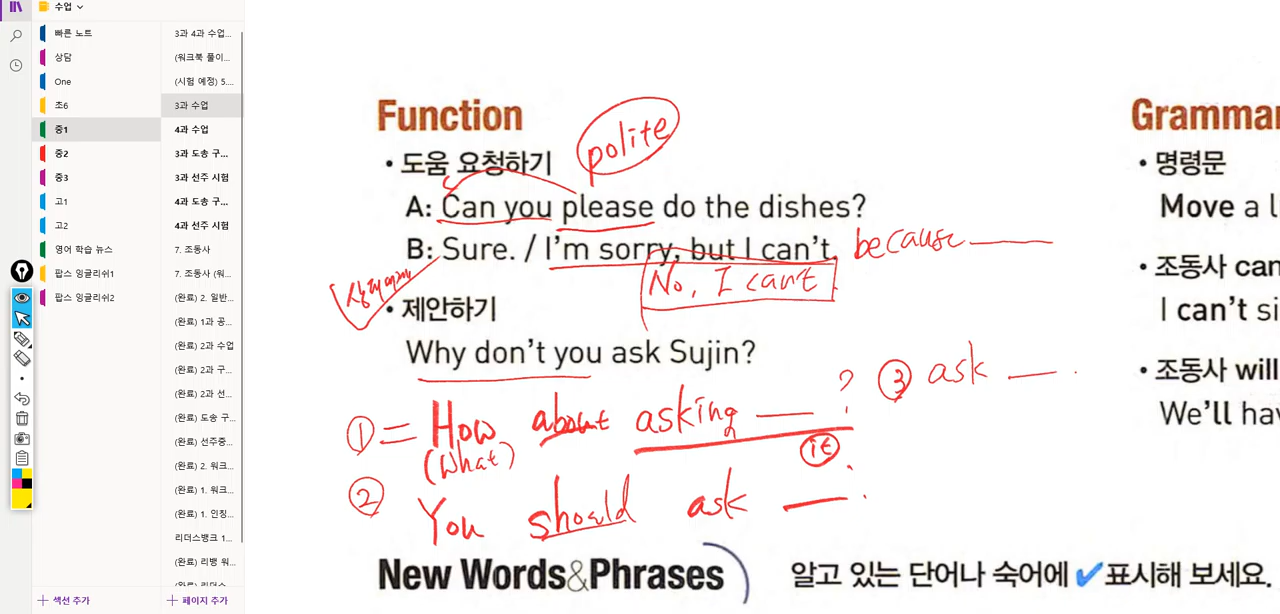 수업
빠른 노트
상담
One
초6
중1
중2
중3
고1
고2
영어 학습 뉴스
팝스 잉글리쉬1
팝스 잉글리쉬2
섹션 추가
3과 4과 수업...
(워크북 풀이...
(시험 예정) 5....
3과 수업
4과 수업
3과 도송 구...
3과 선주 시험
4과 도송 구...
4과 선주 시험
7. 조동사
7. 조동사 (워...
(완료) 2. 일반...
(완료) 1과 공...
(완료) 2과 수업
(완료) 2과 구...
(완료) 2과 선...
(완료) 도송 구...
(완료) 선주중...
(완료) 2. 워크...
(완료) 1. 워크...
(완료) 1. 인칭...
리더스뱅크 1...
(완료) 리뱅 워...
(완료) 리더스...
페이지 추가
Function
polite
• 도움 요청하기
A: Can you please do the dishes?
B: Sure. / I'm sorry, but I can't. because
No, I can't
• 제안하기
Why don't you ask Sujin?
① = How about asking ?
(What)
it
② You should ask .
③ ask .
New Words&Phrases
알고 있는 단어나 숙어에 ✔표시해 보세요.
Grammar
• 명령문
Move a
• 조동사 can
I can't si
• 조동사 will
We'll hav